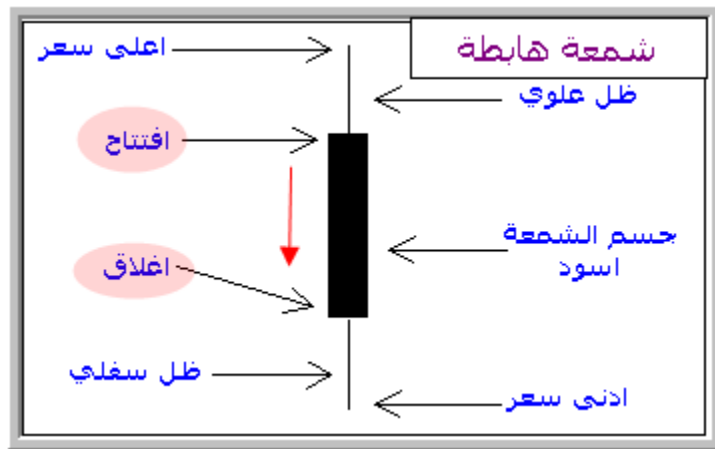 شمعة هابطة
اعلى سعر
ظل علوي
افتتاح
جسم الشمعة
اسود
اغلاق
ظل سفلي
ادنى سعر